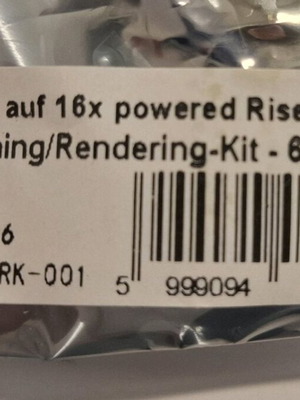 auf 16x powered Rise
ning/Rendering-Kit - 6
6
RK-001
5 999094